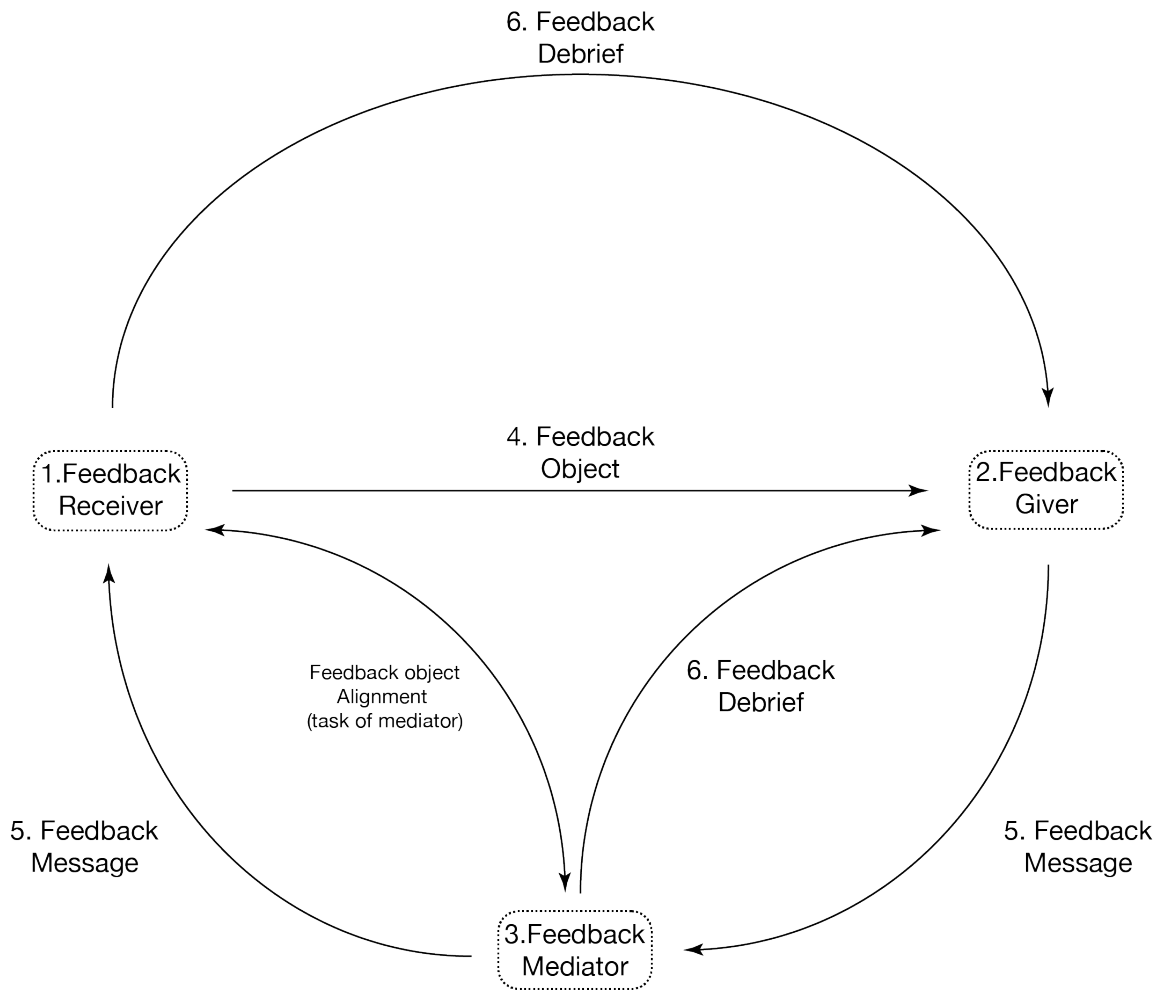 6. Feedback
Debrief
4. Feedback
Object
1.Feedback
Receiver
2.Feedback
Giver
Feedback object
Alignment
(task of mediator)
6. Feedback
Debrief
5. Feedback
Message
5. Feedback
Message
3.Feedback
Mediator